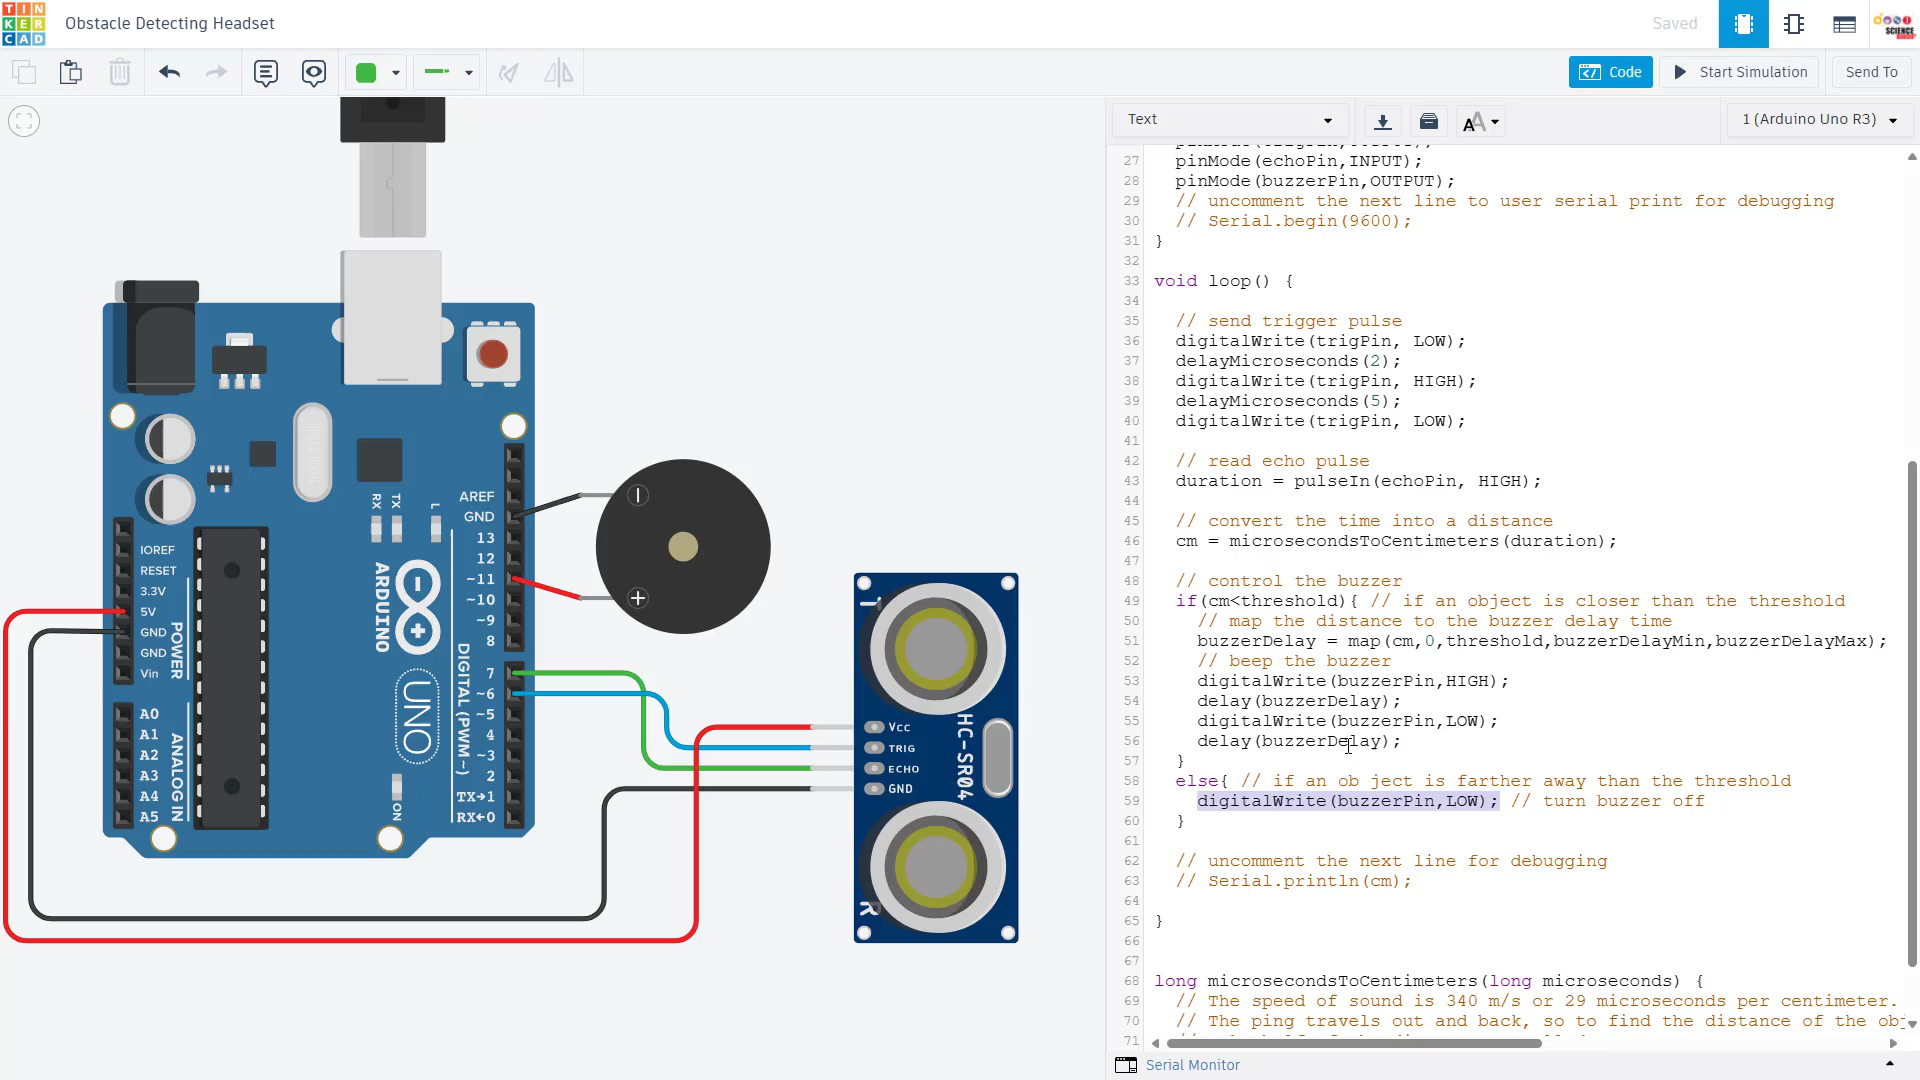 TINKERCAD
Obstacle Detecting Headset
Saved
SCIENCE
Code
Start Simulation
Send To
Text
AA
1 (Arduino Uno R3)
27 pinMode(echoPin,INPUT);
28 pinMode(buzzerPin,OUTPUT);
29 // uncomment the next line to user serial print for debugging
30 // Serial.begin(9600);
31 }
32
33 void loop() {
34
35 // send trigger pulse
36 digitalWrite(trigPin, LOW);
37 delayMicroseconds(2);
38 digitalWrite(trigPin, HIGH);
39 delayMicroseconds(5);
40 digitalWrite(trigPin, LOW);
41
42 // read echo pulse
43 duration = pulseIn(echoPin, HIGH);
44
45 // convert the time into a distance
46 cm = microsecondsToCentimeters(duration);
47
48 // control the buzzer
49 if(cm<threshold){ // if an object is closer than the threshold
50 // map the distance to the buzzer delay time
51 buzzerDelay = map(cm,0,threshold,buzzerDelayMin,buzzerDelayMax);
52 // beep the buzzer
53 digitalWrite(buzzerPin,HIGH);
54 delay(buzzerDelay);
55 digitalWrite(buzzerPin,LOW);
56 delay(buzzerDelay);
57 }
58 else{ // if an ob ject is farther away than the threshold
59 digitalWrite(buzzerPin,LOW); // turn buzzer off
60 }
61
62 // uncomment the next line for debugging
63 // Serial.println(cm);
64
65 }
66
67
68 long microsecondsToCentimeters(long microseconds) {
69 // The speed of sound is 340 m/s or 29 microseconds per centimeter.
70 // The ping travels out and back, so to find the distance of the
71
Serial Monitor
AREF
GND
13
12
~11
~10
~9
8
7
~6
~5
4
~3
2
TX→1
RX←0
DIGITAL (PWM~)
RX
TX
L
ON
ARDUINO
UNO
IOREF
RESET
3.3V
5V
GND
GND
Vin
POWER
A0
A1
A2
A3
A4
A5
ANALOG IN
T
Vcc
TRIG
ECHO
GND
HC-SR04
R